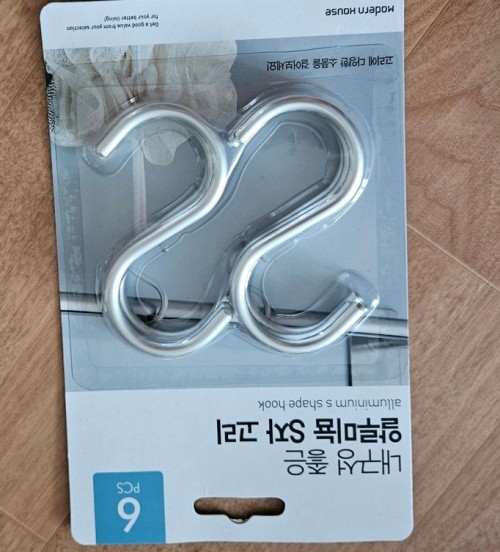 내구성 좋은
알루미늄 S자 고리
alluminium s shape hook
6
PCS
고리에 다양한 소품을 걸어보세요!
MODERN HOUSE
Get a good value from your selection
for your better living!